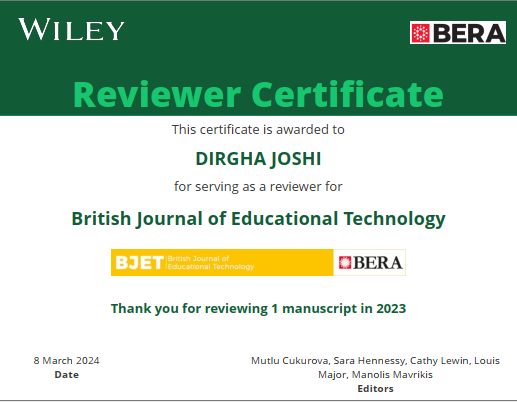 WILEY
BERA
Reviewer Certificate
This certificate is awarded to
DIRGHA JOSHI
for serving as a reviewer for
British Journal of Educational Technology
BJET British Journal of
Educational Technology
BERA
Thank you for reviewing 1 manuscript in 2023
8 March 2024
Date
Mutlu Cukurova, Sara Hennessy, Cathy Lewin, Louis
Major, Manolis Mavrikis
Editors